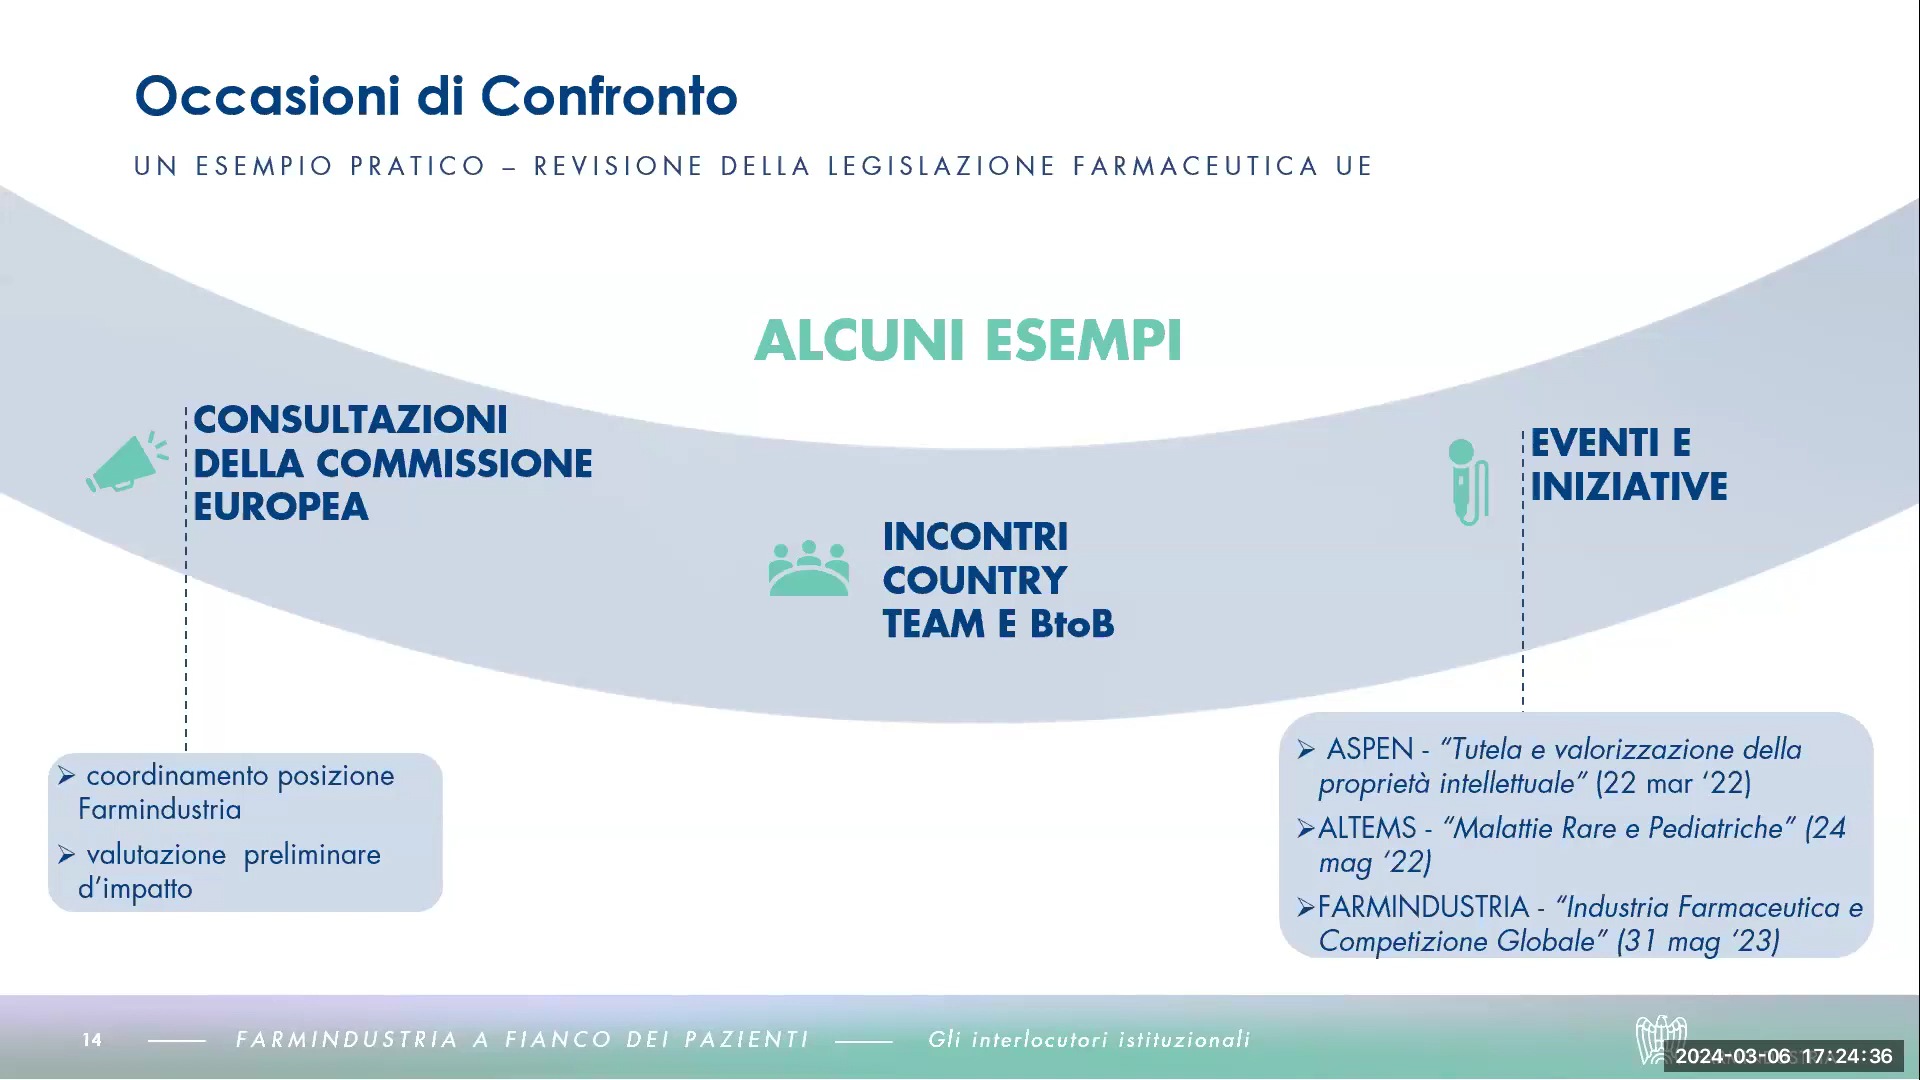 Occasioni di Confronto
UN ESEMPIO PRATICO – REVISIONE DELLA LEGISLAZIONE FARMACEUTICA UE
ALCUNI ESEMPI
CONSULTAZIONI
DELLA COMMISSIONE
EUROPEA
INCONTRI
COUNTRY
TEAM E BtoB
EVENTI E
INIZIATIVE
➢ coordinamento posizione
Farmindustria
➢ valutazione  preliminare
d’impatto
➢ ASPEN - “Tutela e valorizzazione della
proprietà intellettuale” (22 mar ‘22)
➢ALTEMS - “Malattie Rare e Pediatriche” (24
mag ‘22)
➢FARMINDUSTRIA - “Industria Farmaceutica e
Competizione Globale” (31 mag ‘23)
14 FARMINDUSTRIA A FIANCO DEI PAZIENTI Gli interlocutori istituzionali
2024-03-06 17:24:36